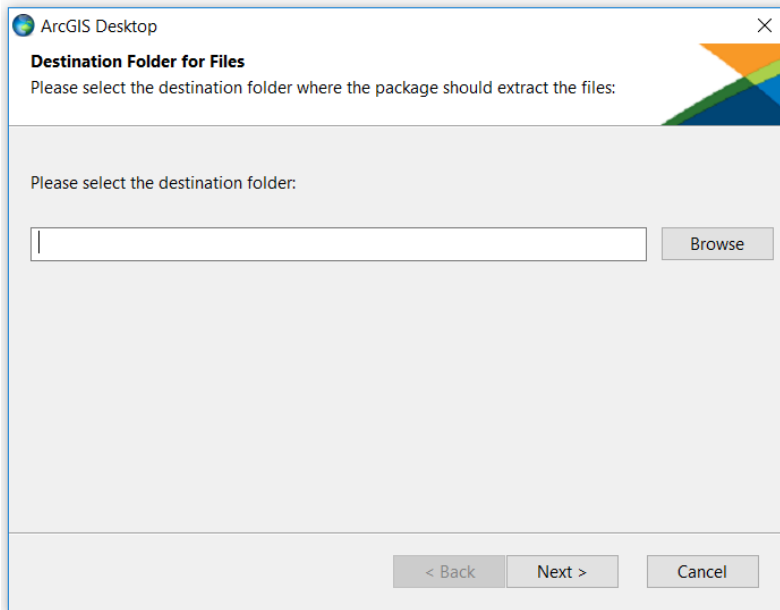 ArcGIS Desktop
Destination Folder for Files
Please select the destination folder where the package should extract the files:
Please select the destination folder:
Browse
< Back
Next >
Cancel